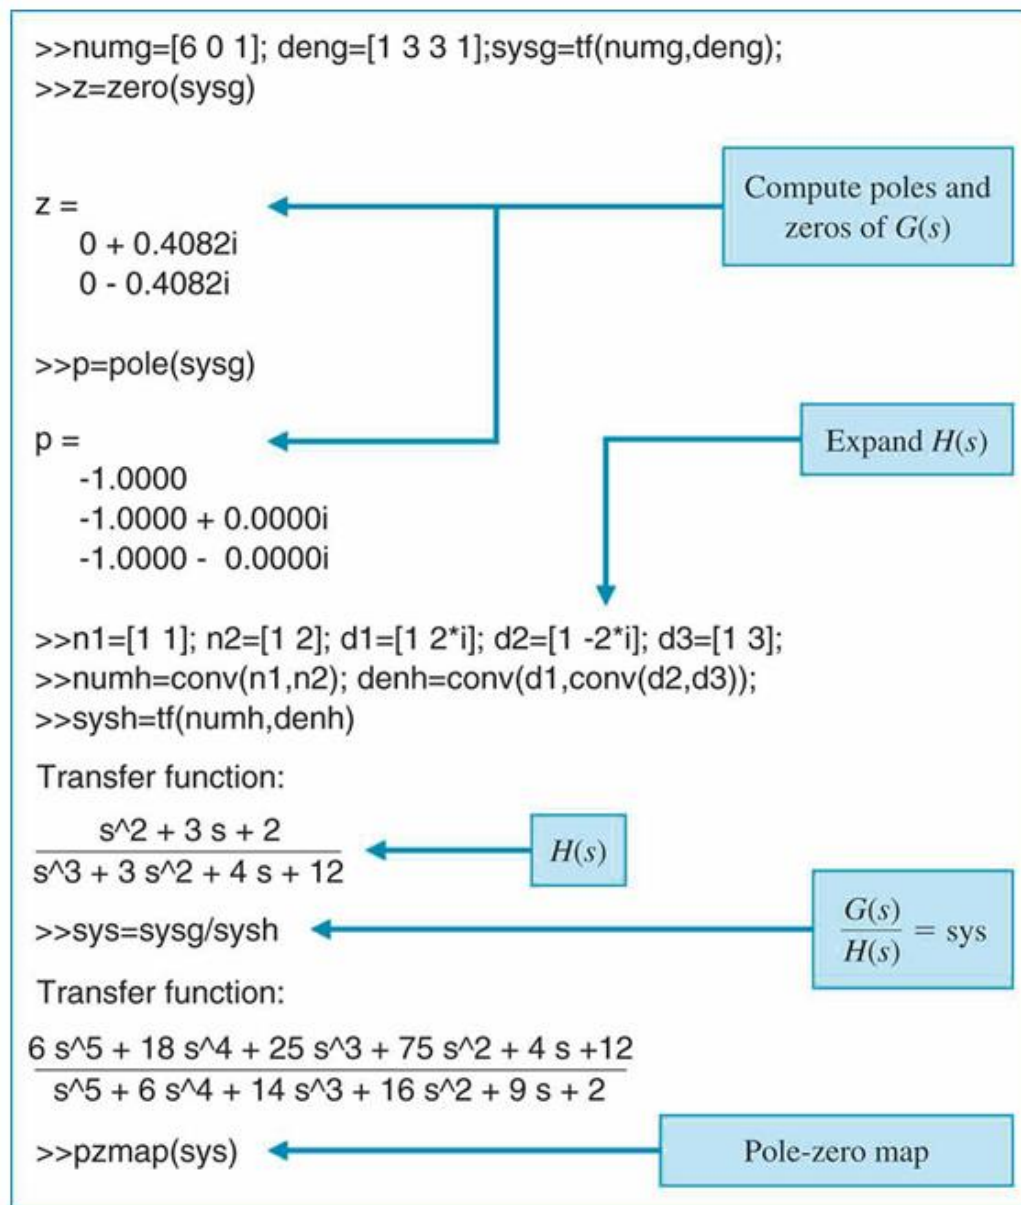 >>numg=[6 0 1]; deng=[1 3 3 1];sysg=tf(numg,deng);
>>z=zero(sysg)
Compute poles and
zeros of G(s)
z =
0 + 0.4082i
0 - 0.4082i
>>p=pole(sysg)
p =
-1.0000
-1.0000 + 0.0000i
-1.0000 - 0.0000i
Expand H(s)
>>n1=[1 1]; n2=[1 2]; d1=[1 2*i]; d2=[1 -2*i]; d3=[1 3];
>>numh=conv(n1,n2); denh=conv(d1,conv(d2,d3));
>>sysh=tf(numh,denh)
Transfer function:
s^2 + 3 s + 2
s^3 + 3 s^2 + 4 s + 12
H(s)
>>sys=sysg/sysh
G(s)
H(s)
= sys
Transfer function:
6 s^5 + 18 s^4 + 25 s^3 + 75 s^2 + 4 s +12
s^5 + 6 s^4 + 14 s^3 + 16 s^2 + 9 s + 2
>>pzmap(sys)
Pole-zero map